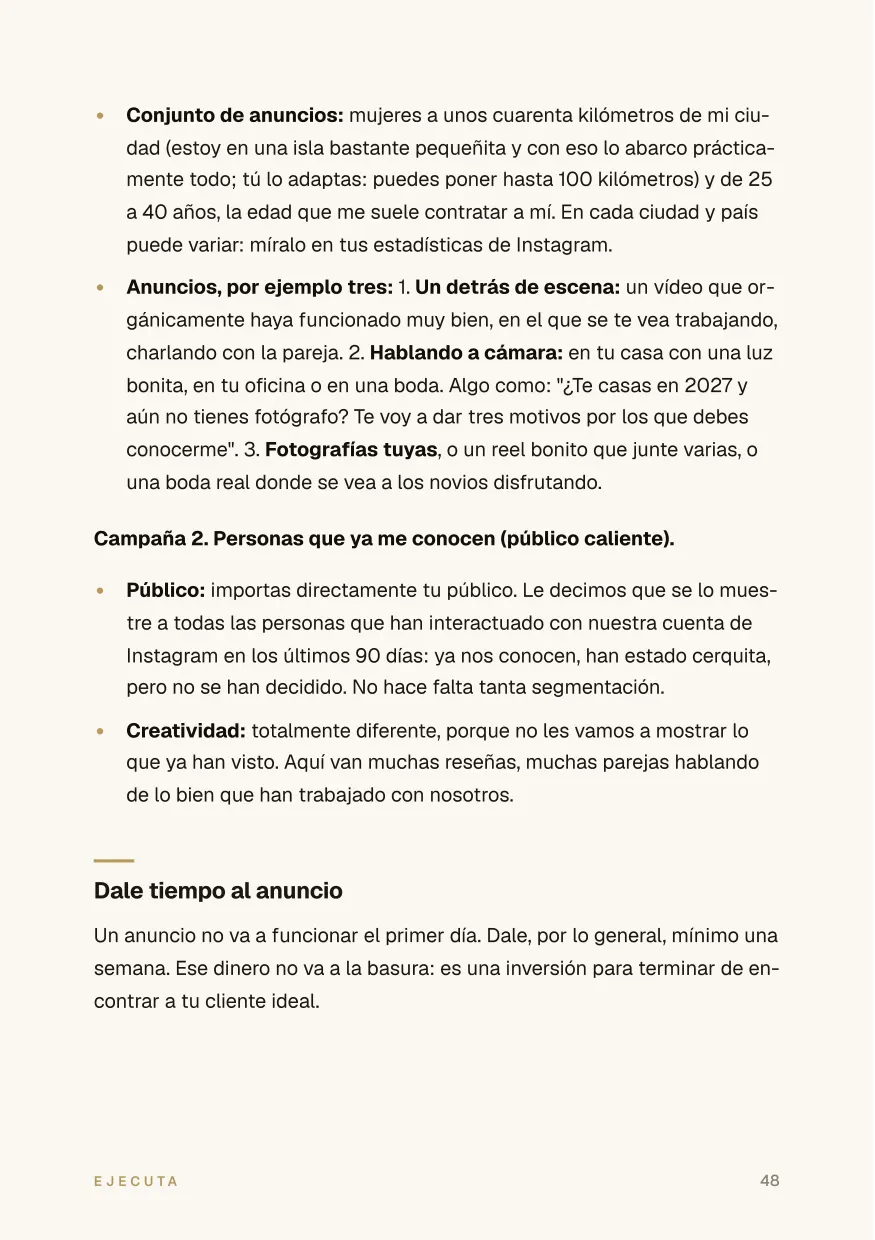 • Conjunto de anuncios: mujeres a unos cuarenta kilómetros de mi ciu-
dad (estoy en una isla bastante pequeñita y con eso lo abarco práctica-
mente todo; tú lo adaptas: puedes poner hasta 100 kilómetros) y de 25
a 40 años, la edad que me suele contratar a mí. En cada ciudad y país
puede variar: míralo en tus estadísticas de Instagram.
• Anuncios, por ejemplo tres: 1. Un detrás de escena: un vídeo que or-
gánicamente haya funcionado muy bien, en el que se te vea trabajando,
charlando con la pareja. 2. Hablando a cámara: en tu casa con una luz
bonita, en tu oficina o en una boda. Algo como: "¿Te casas en 2027 y
aún no tienes fotógrafo? Te voy a dar tres motivos por los que debes
conocerme". 3. Fotografías tuyas, o un reel bonito que junte varias, o
una boda real donde se vea a los novios disfrutando.
Campaña 2. Personas que ya me conocen (público caliente).
• Público: importas directamente tu público. Le decimos que se lo mues-
tre a todas las personas que han interactuado con nuestra cuenta de
Instagram en los últimos 90 días: ya nos conocen, han estado cerquita,
pero no se han decidido. No hace falta tanta segmentación.
• Creatividad: totalmente diferente, porque no les vamos a mostrar lo
que ya han visto. Aquí van muchas reseñas, muchas parejas hablando
de lo bien que han trabajado con nosotros.
Dale tiempo al anuncio
Un anuncio no va a funcionar el primer día. Dale, por lo general, mínimo una
semana. Ese dinero no va a la basura: es una inversión para terminar de en-
contrar a tu cliente ideal.
EJECUTA
48